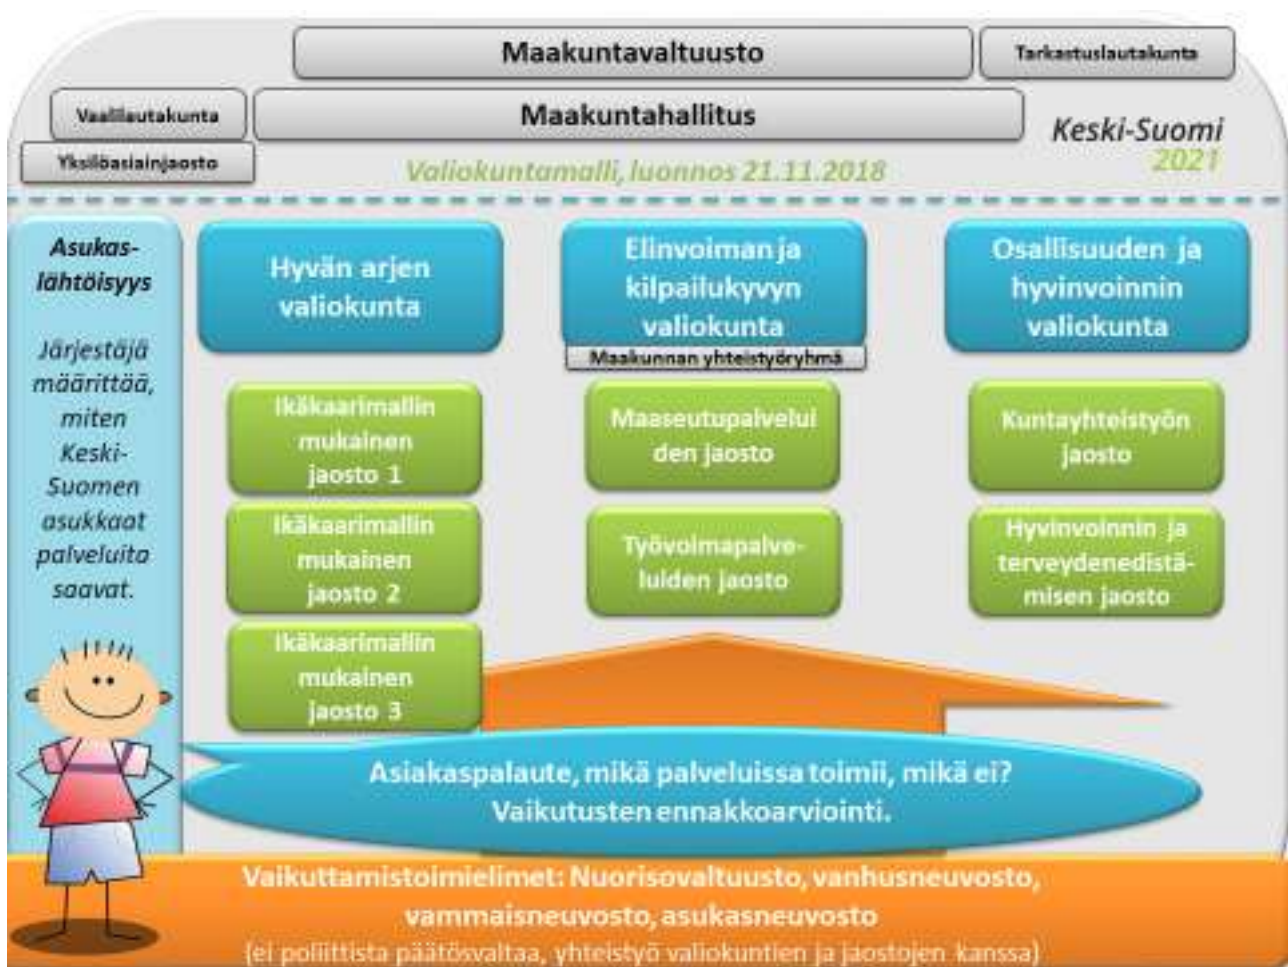 Maakuntavaltuusto
Tarkastuslautakunta
Vaalilautakunta
Maakuntahallitus
Yksilöasiainjaosto
Keski-Suomi
2021
Valiokuntamalli, luonnos 21.11.2018
Asukas-
lähtöisyys
Järjestäjä
määrittää,
miten
Keski-
Suomen
asukkaat
palveluita
saavat.
Hyvän arjen
valiokunta
Ikäkaarimallin
mukainen
jaosto 1
Ikäkaarimallin
mukainen
jaosto 2
Ikäkaarimallin
mukainen
jaosto 3
Elinvoiman ja
kilpailukyvyn
valiokunta
Maakunnan yhteistyöryhmä
Maaseutupalvelui
den jaosto
Työvoimapalve-
luiden jaosto
Osallisuuden ja
hyvinvoinnin
valiokunta
Kuntayhteistyön
jaosto
Hyvinvoinnin ja
terveydenedistä-
misen jaosto
Asiakaspalaute, mikä palveluissa toimii, mikä ei?
Vaikutusten ennakkoarviointi.
Vaikuttamistoimielimet: Nuorisovaltuusto, vanhusneuvosto,
vammaisneuvosto, asukasneuvosto
(ei poliittista päätösvaltaa, yhteistyö valiokuntien ja jaostojen kanssa)